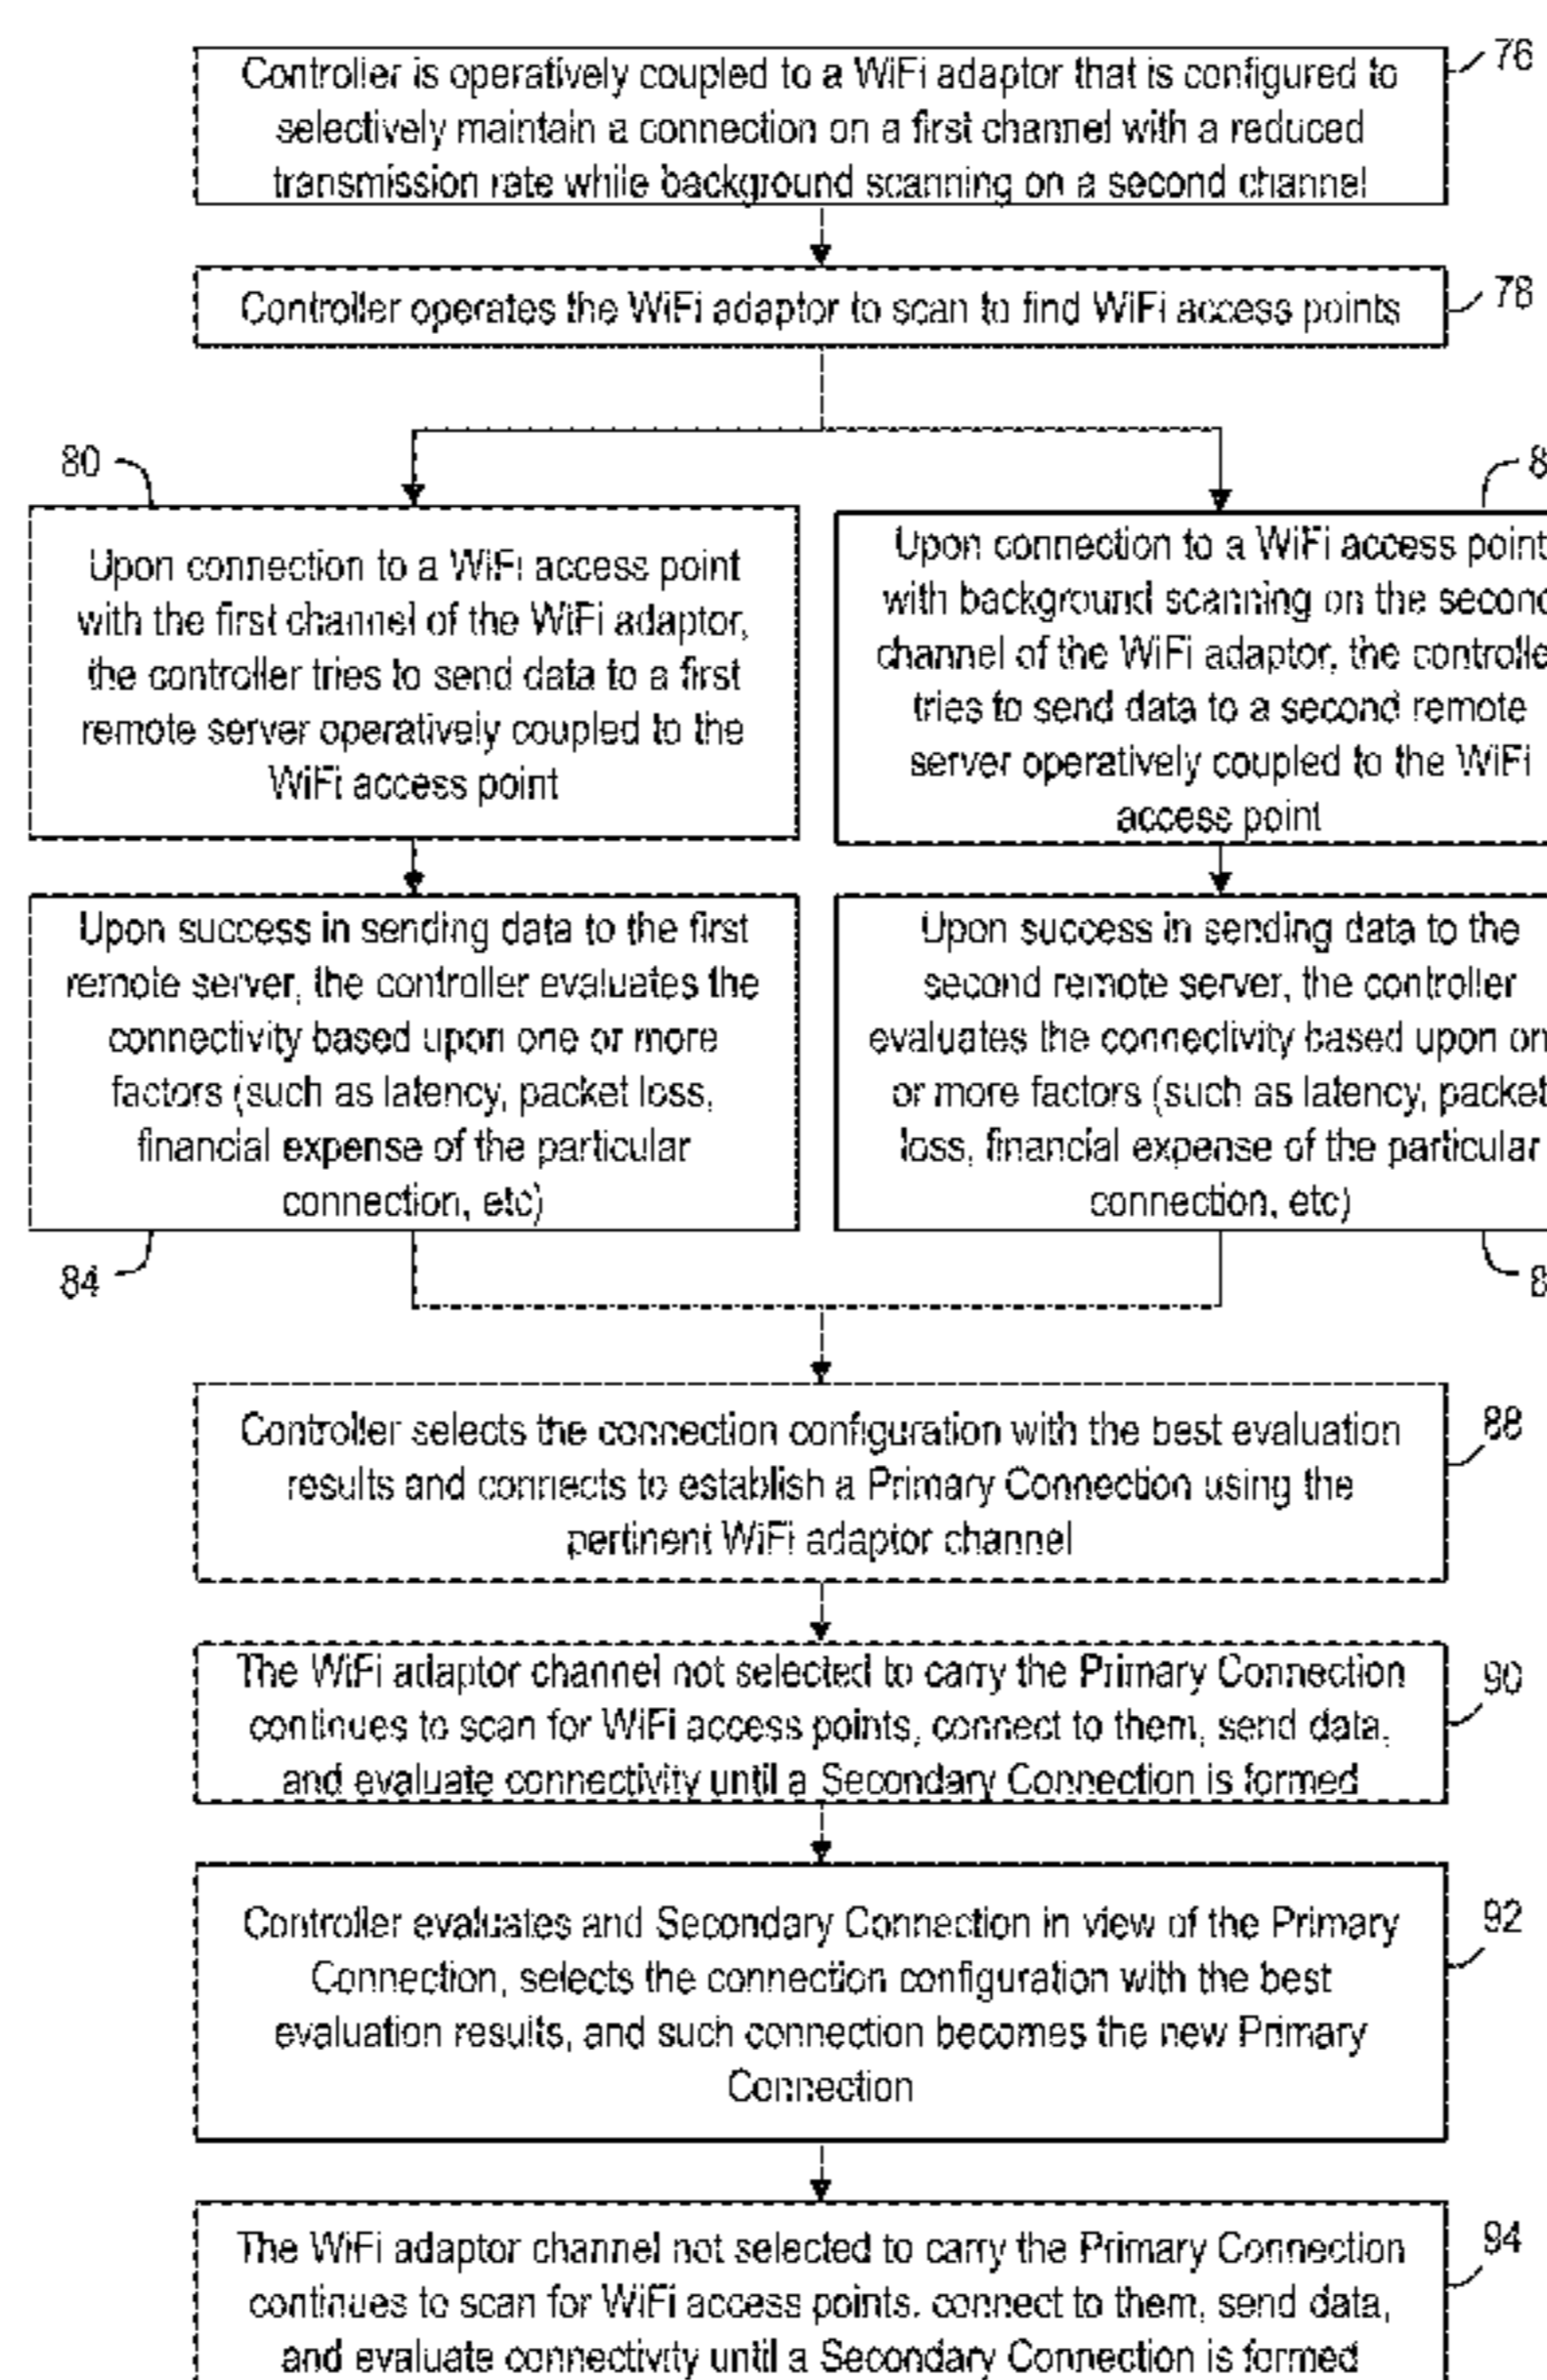 76
Controller is operatively coupled to a WiFi adaptor that is configured to
selectively maintain a connection on a first channel with a reduced
transmission rate while background scanning on a second channel
78
Controller operates the WiFi adaptor to scan to find WiFi access points
80
Upon connection to a WiFi access point
with the first channel of the WiFi adaptor,
the controller tries to send data to a first
remote server operatively coupled to the
WiFi access point
8
Upon connection to a WiFi access point
with background scanning on the second
channel of the WiFi adaptor, the controlle
tries to send data to a second remote
server operatively coupled to the WiFi
access point
Upon success in sending data to the first
remote server, the controller evaluates the
connectivity based upon one or more
factors (such as latency, packet loss,
financial expense of the particular
connection, etc)
84
Upon success in sending data to the
second remote server, the controller
evaluates the connectivity based upon on
or more factors (such as latency, packet
loss, financial expense of the particular
connection, etc)
8
Controller selects the connection configuration with the best evaluation
results and connects to establish a Primary Connection using the
pertinent WiFi adaptor channel
88
The WiFi adaptor channel not selected to carry the Primary Connection
continues to scan for WiFi access points, connect to them, send data,
and evaluate connectivity until a Secondary Connection is formed
90
Controller evaluates and Secondary Connection in view of the Primary
Connection, selects the connection configuration with the best
evaluation results, and such connection becomes the new Primary
Connection
92
The WiFi adaptor channel not selected to carry the Primary Connection
continues to scan for WiFi access points, connect to them, send data,
and evaluate connectivity until a Secondary Connection is formed
94